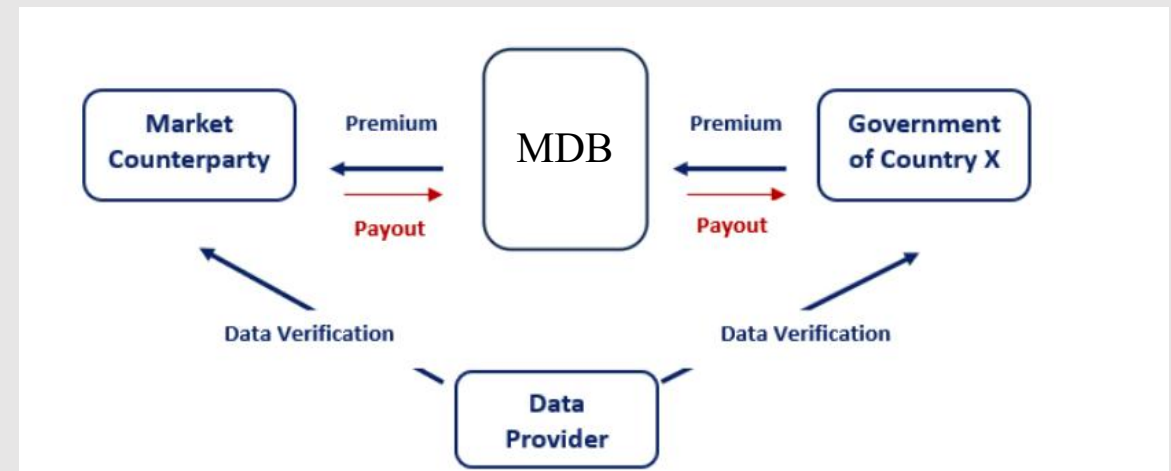 Market
Counterparty
Premium
Payout
MDB
Premium
Payout
Government
of Country X
Data Verification
Data Verification
Data
Provider